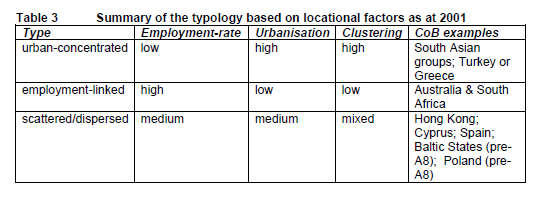 Table 3 Summary of the typology based on locational factors as at 2001
Type Employment-rate Urbanisation Clustering CoB examples
urban-concentrated low high high South Asian
groups; Turkey or
Greece
employment-linked high low low Australia & South
Africa
scattered/dispersed medium medium mixed Hong Kong;
Cyprus; Spain;
Baltic States (pre-
A8); Poland (pre-
A8)